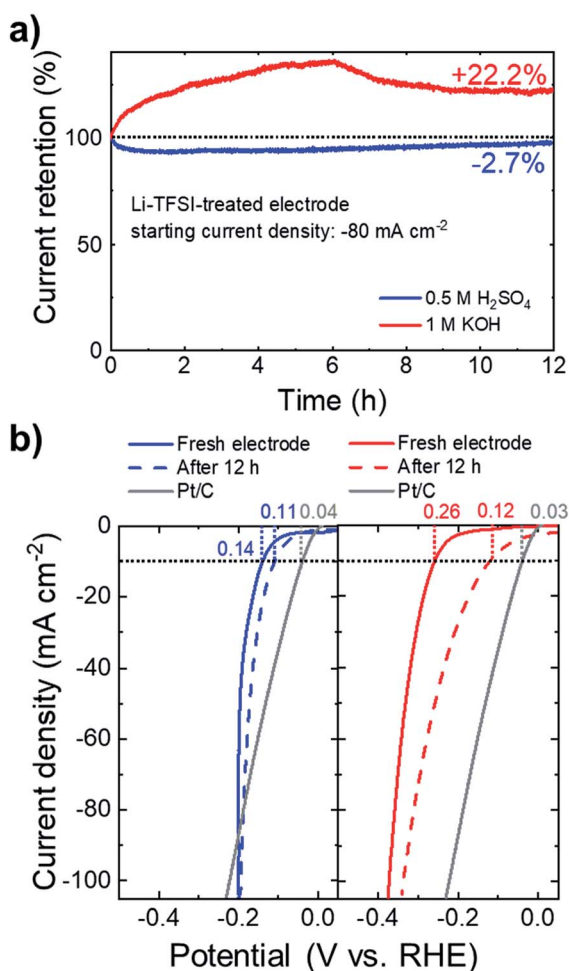 a)
Current retention (%)
100
50
0
+22.2%
-2.7%
Li-TFSI-treated electrode
starting current density: -80 mA cm⁻²
0.5 M H₂SO₄
1 M KOH
0 2 4 6 8 10 12
Time (h)
b)
Fresh electrode Fresh electrode
After 12 h After 12 h
Pt/C Pt/C
0.11 0.04 0.26 0.12 0.03
0.14
Current density (mA cm⁻²)
0
-20
-40
-60
-80
-100
-0.4 -0.2 0.0 -0.4 -0.2 0.0
Potential (V vs. RHE)